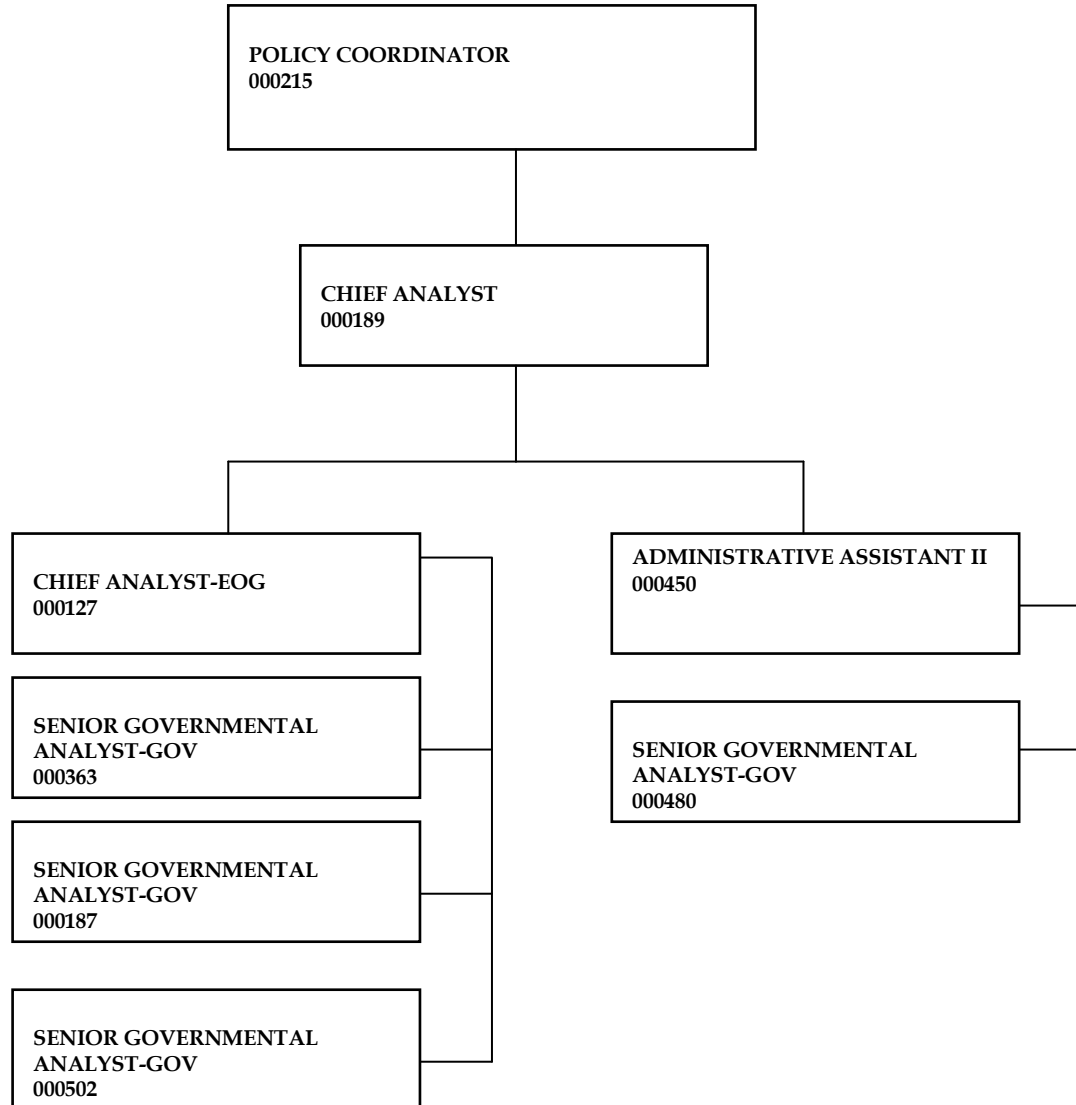 POLICY COORDINATOR
000215
CHIEF ANALYST
000189
CHIEF ANALYST-EOG
000127
SENIOR GOVERNMENTAL
ANALYST-GOV
000363
SENIOR GOVERNMENTAL
ANALYST-GOV
000187
SENIOR GOVERNMENTAL
ANALYST-GOV
000502
ADMINISTRATIVE ASSISTANT II
000450
SENIOR GOVERNMENTAL
ANALYST-GOV
000480